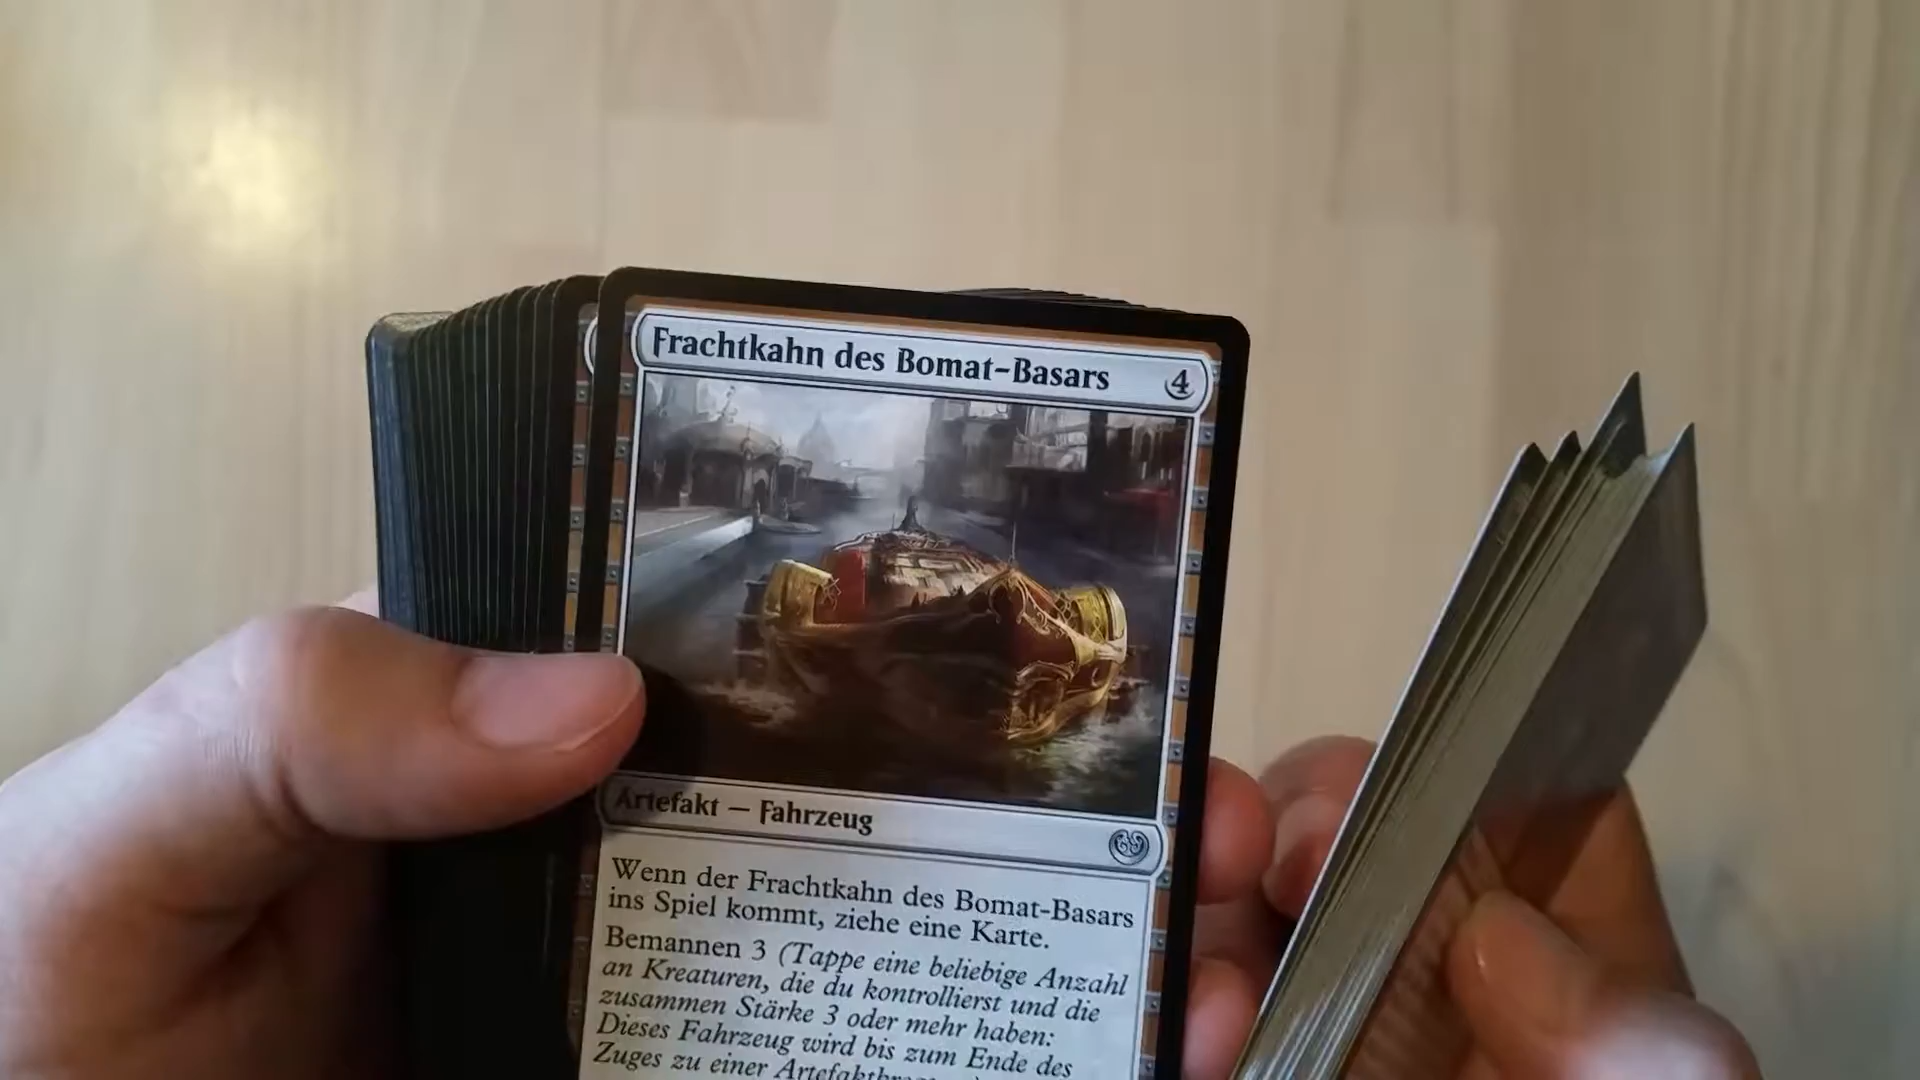 Frachtkahn des Bomat-Basars 4
Artefakt — Fahrzeug
Wenn der Frachtkahn des Bomat-Basars
ins Spiel kommt, ziehe eine Karte.
Bemannen 3 (Tappe eine beliebige Anzahl
an Kreaturen, die du kontrollierst und die
zusammen Stärke 3 oder mehr haben:
Dieses Fahrzeug wird bis zum Ende des
Zuges zu einer